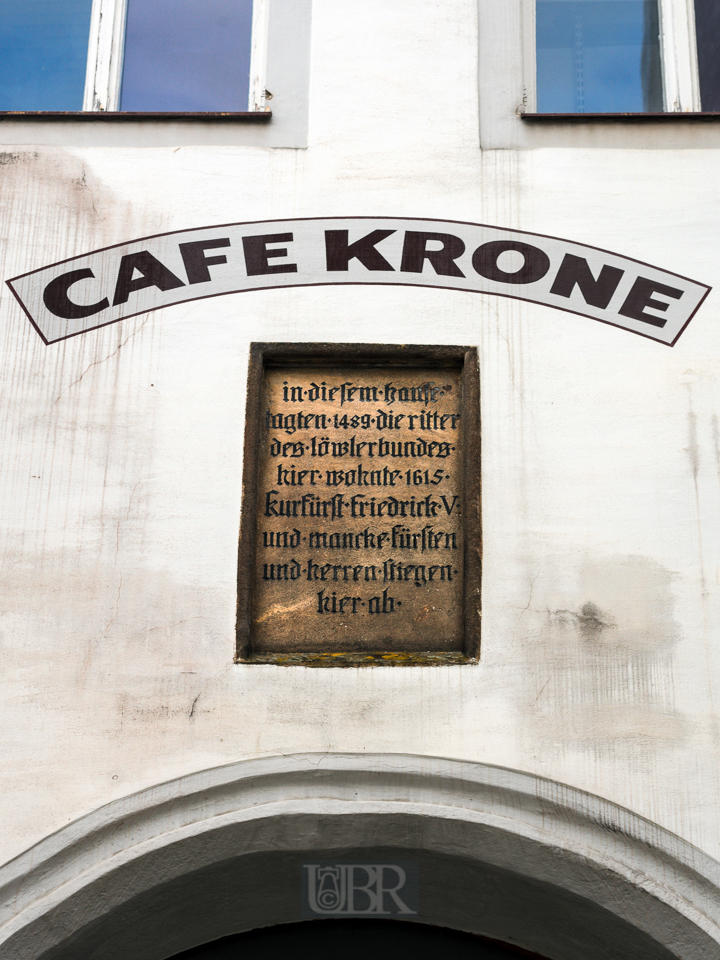 CAFE KRONE
in·diesem·hause·
tagten·1489·die ritter
des·löwlerbundes·
hier·wohnte·1615·
Kurfürst·Friedrich·V·
und·manche·fürsten
und·herren·stiegen·
hier·ab·
©
UBR